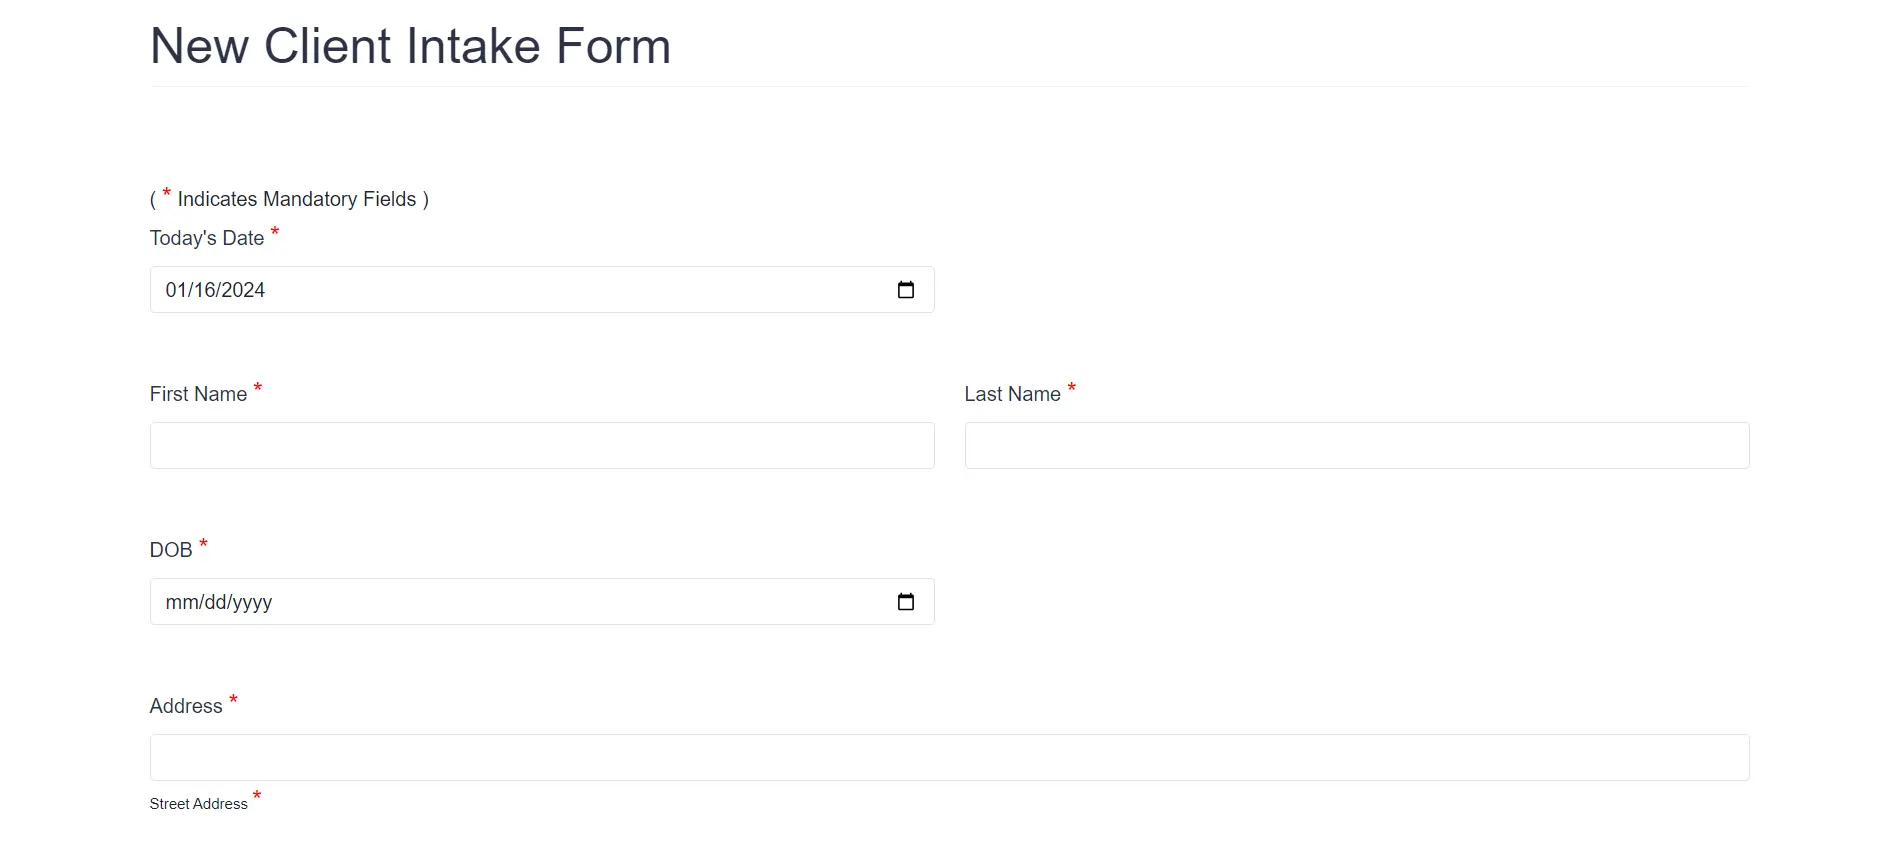 New Client Intake Form
( * Indicates Mandatory Fields )
Today's Date *
01/16/2024
First Name *
Last Name *
DOB *
mm/dd/yyyy
Address *
Street Address *